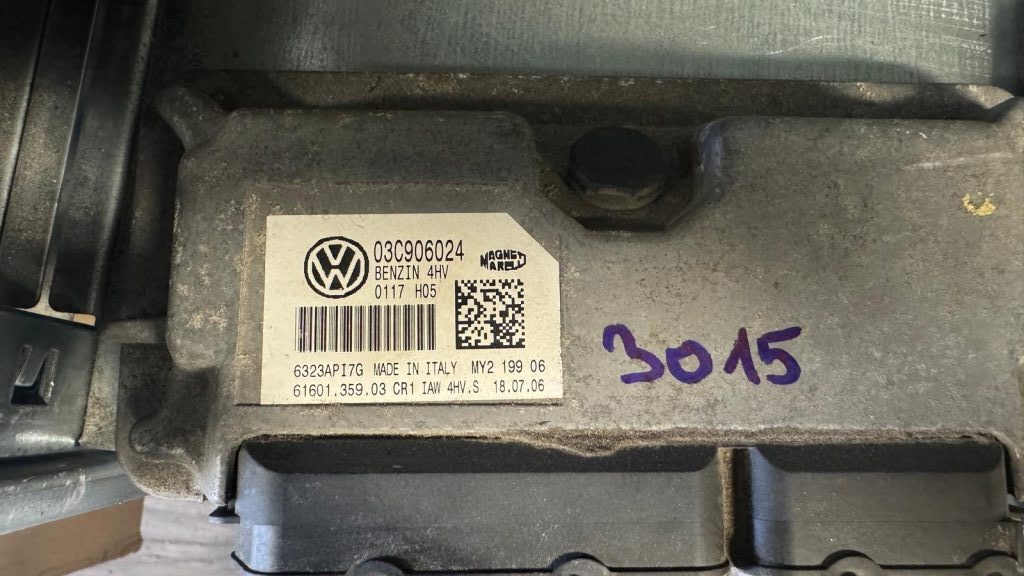 03C906024
MAGNETI
MARELLI
BENZIN 4HV
0117 H05
6323API7G MADE IN ITALY MY2 199 06
61601.359.03 CR1 IAW 4HV.S 18.07.06
3015